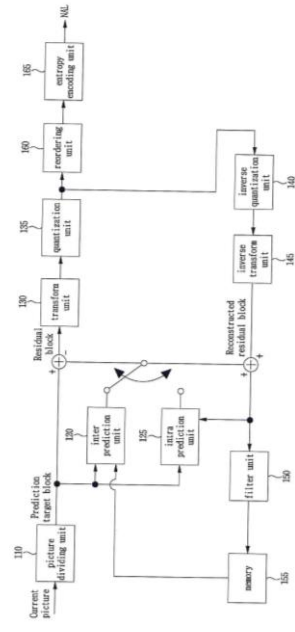 Current
picture
110
picture
dividing unit
Prediction
target block
Residual
block
+
-
130
transform
unit
135
quantization
unit
160
reordering
unit
165
entropy
encoding unit
NAL
120
inter
prediction
unit
125
intra
prediction
unit
140
inverse
quantization
unit
145
inverse
transform
unit
Reconstructed
residual block
+
+
150
filter unit
155
memory